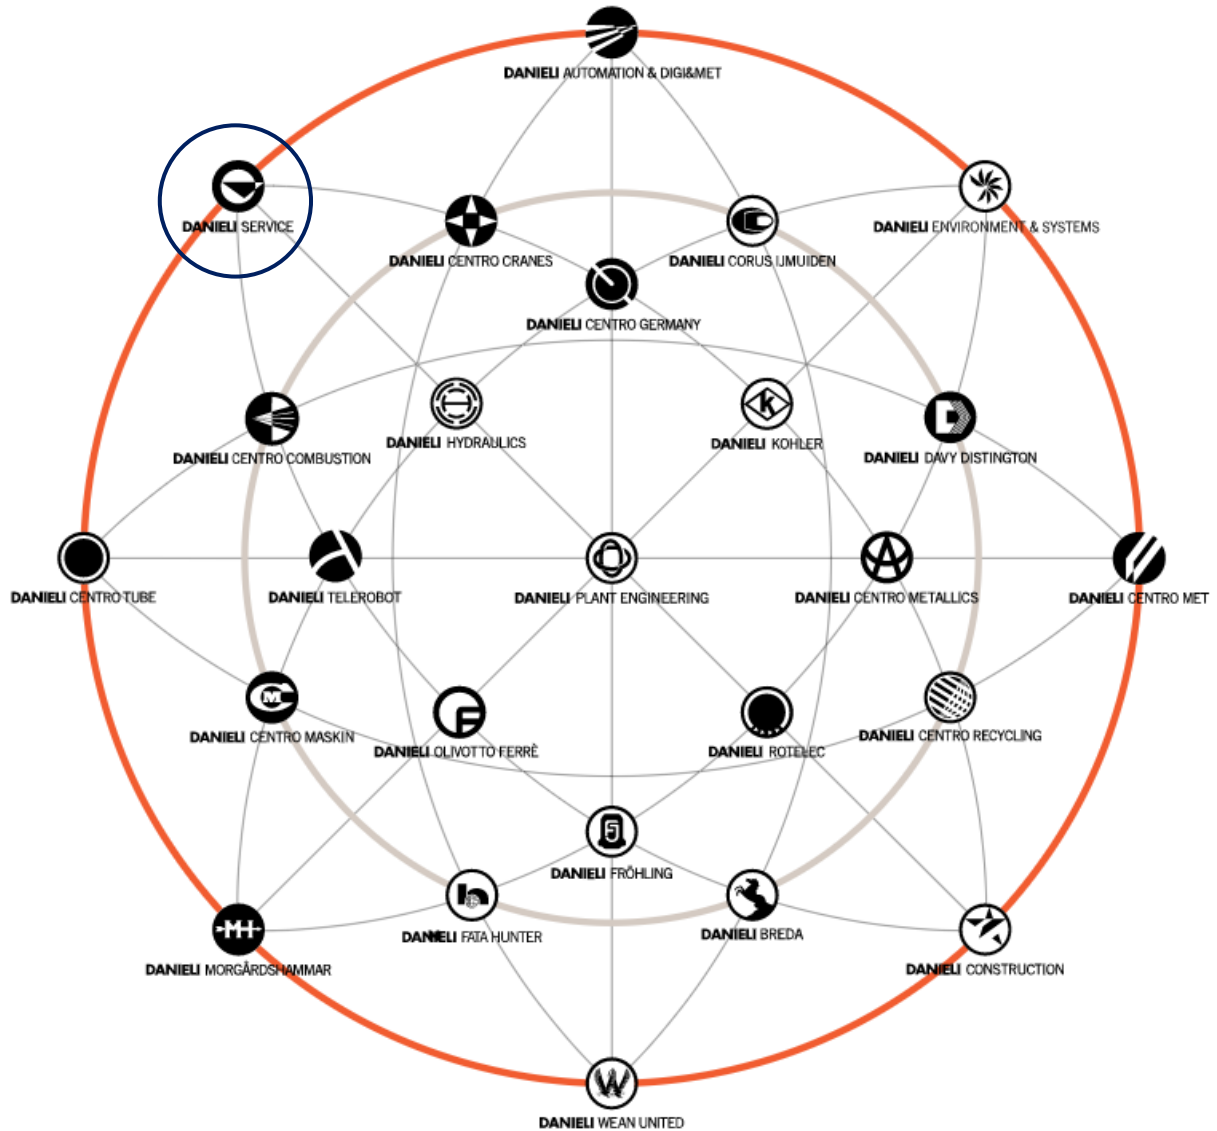 DANIELI AUTOMATION & DIGI&MET
DANIELI SERVICE
DANIELI ENVIRONMENT & SYSTEMS
DANIELI CENTRO CRANES
DANIELI CORUS IJMUIDEN
DANIELI CENTRO GERMANY
K
DANIELI HYDRAULICS
DANIELI KOHLER
DANIELI CENTRO COMBUSTION
DANIELI DAVY DISTINGTON
DANIELI CENTRO TUBE
DANIELI TELEROBOT
DANIELI PLANT ENGINEERING
DANIELI CENTRO METALLICS
DANIELI CENTRO MET
M
DANIELI CENTRO MASKIN
DANIELI OLIVOTTO FERRÈ
DANIELI ROTELEC
DANIELI CENTRO RECYCLING
DANIELI FRÖHLING
DANIELI FATA HUNTER
DANIELI BREDA
DANIELI MORGÅRDSHAMMAR
DANIELI CONSTRUCTION
W
DANIELI WEAN UNITED